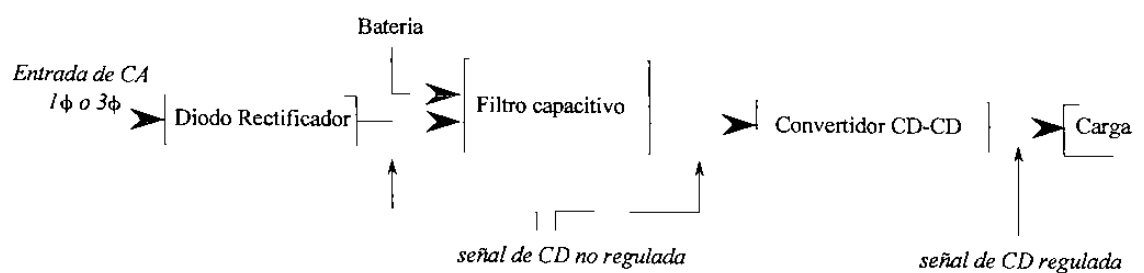 Bateria
Entrada de CA
1ϕ o 3ϕ
Diodo Rectificador
Filtro capacitivo
Convertidor CD-CD
Carga
señal de CD no regulada
señal de CD regulada